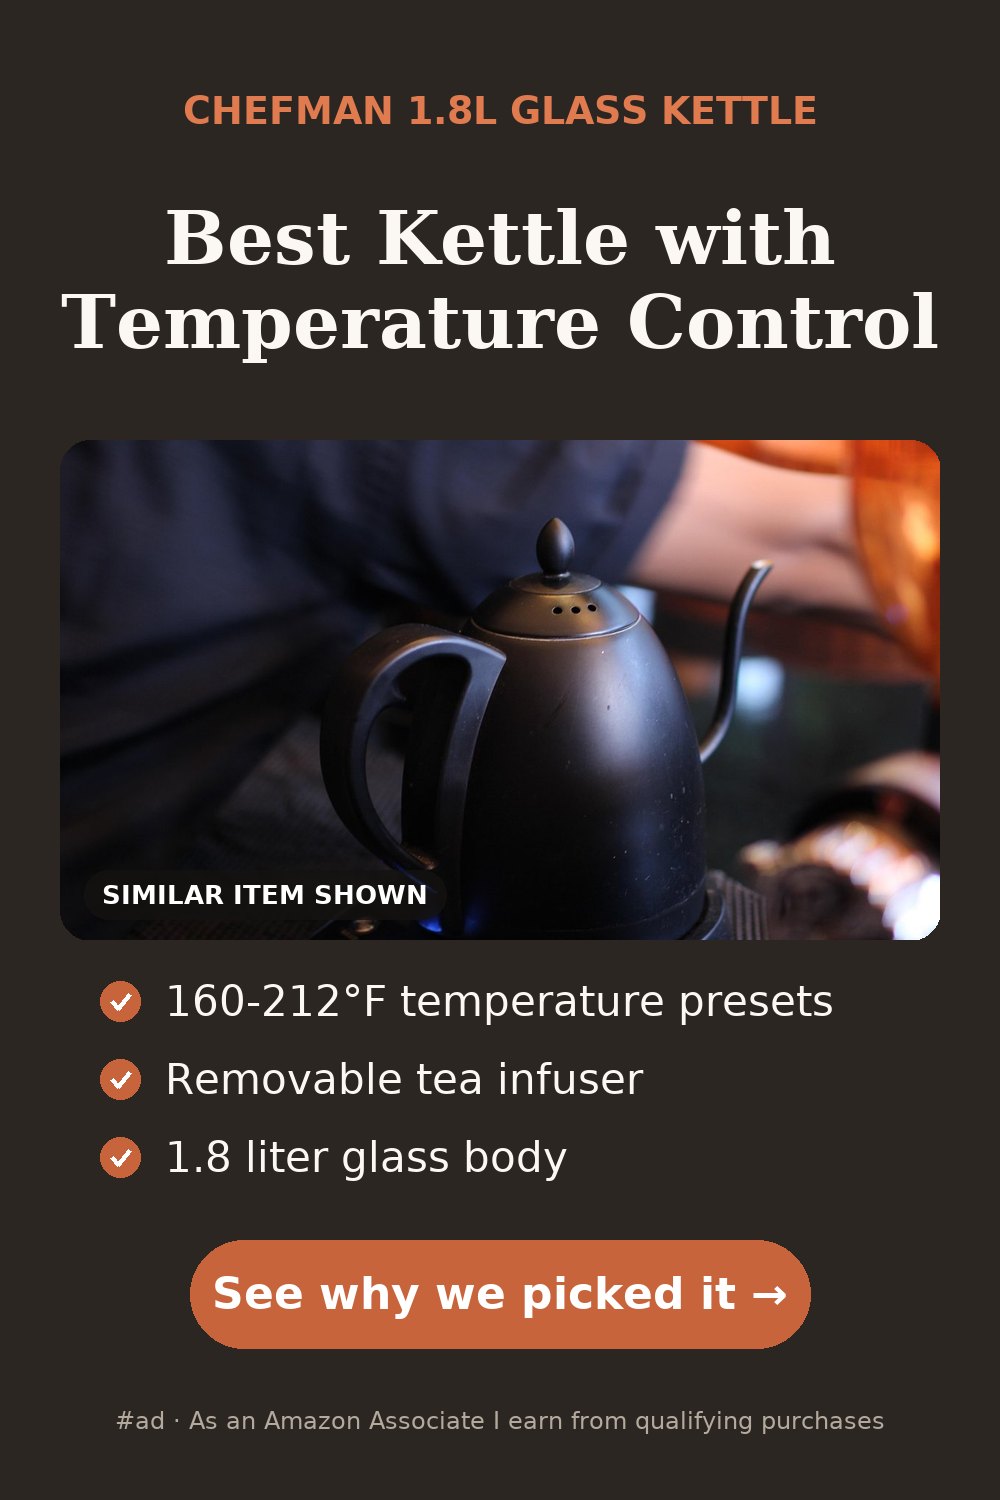 CHEFMAN 1.8L GLASS KETTLE
Best Kettle with
Temperature Control
SIMILAR ITEM SHOWN
160-212°F temperature presets
Removable tea infuser
1.8 liter glass body
See why we picked it →
#ad · As an Amazon Associate I earn from qualifying purchases